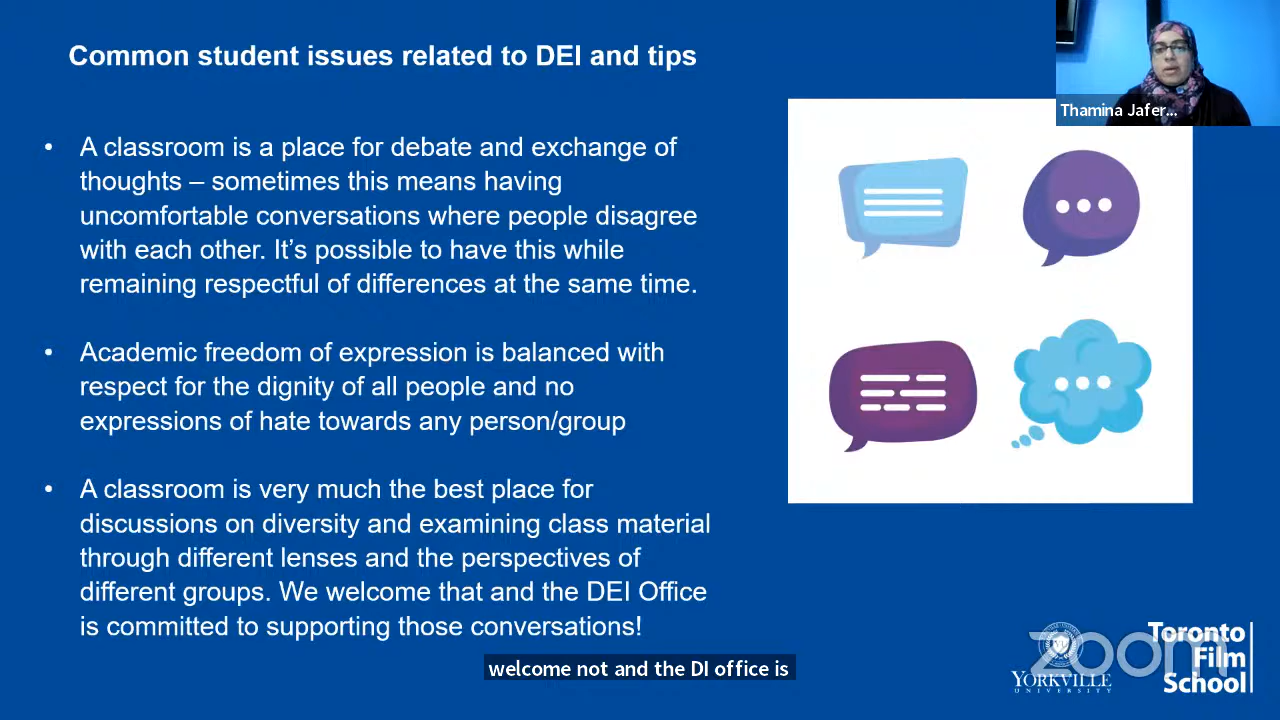 Common student issues related to DEI and tips
Thamina Jafer...
• A classroom is a place for debate and exchange of
thoughts – sometimes this means having
uncomfortable conversations where people disagree
with each other. It’s possible to have this while
remaining respectful of differences at the same time.
• Academic freedom of expression is balanced with
respect for the dignity of all people and no
expressions of hate towards any person/group
• A classroom is very much the best place for
discussions on diversity and examining class material
through different lenses and the perspectives of
different groups. We welcome that and the DEI Office
is committed to supporting those conversations!
welcome not and the DI office is
YORKVILLE
UNIVERSITY
zoom
Toronto
Film
School